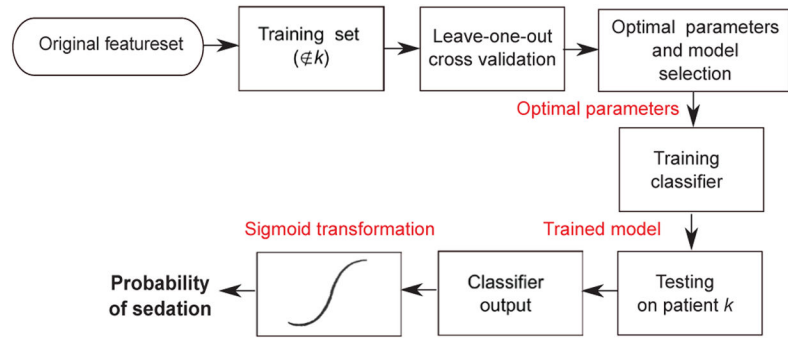 Original featureset
Training set
(∉k)
Leave-one-out
cross validation
Optimal parameters
and model
selection
Optimal parameters
Training
classifier
Trained model
Testing
on patient k
Classifier
output
Sigmoid transformation
Probability
of sedation